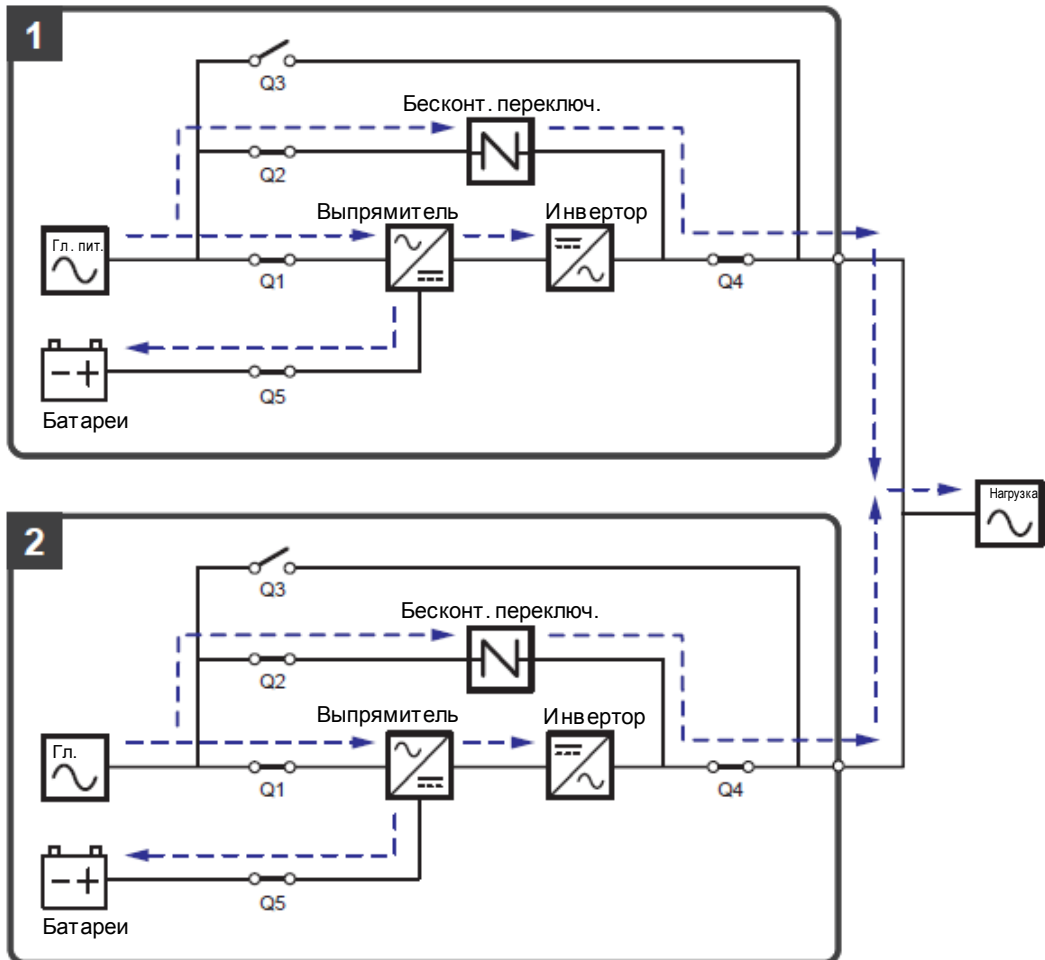 1
Q3
Бесконт. переключ.
Q2
Выпрямитель
Инвертор
Гл. пит.
Q1
Q4
Q5
Батареи
Нагрузка
2
Q3
Бесконт. переключ.
Q2
Выпрямитель
Инвертор
Гл.
Q1
Q4
Q5
Батареи